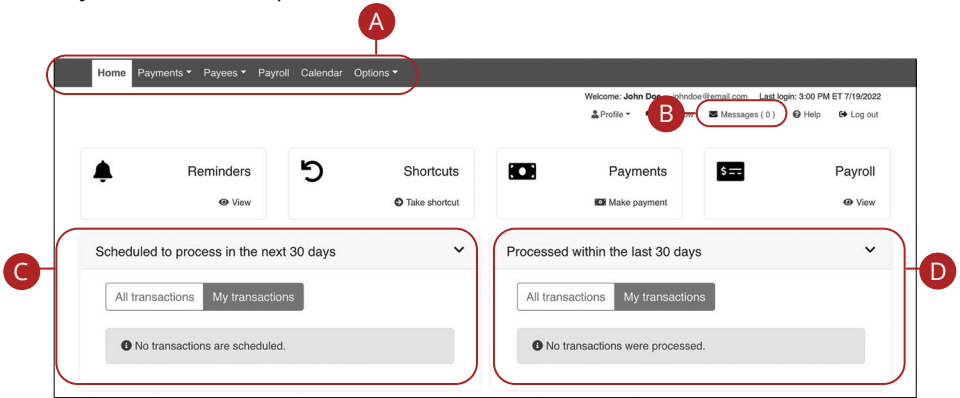 A
Home Payments Payees Payroll Calendar Options
Welcome: John Doe johndoe@email.com Last login: 3:00 PM ET 7/19/2022
Profile B Messages ( 0 ) Help Log out
Reminders Shortcuts Payments Payroll
View Take shortcut Make payment View
C Scheduled to process in the next 30 days Processed within the last 30 days D
All transactions My transactions All transactions My transactions
No transactions are scheduled. No transactions were processed.